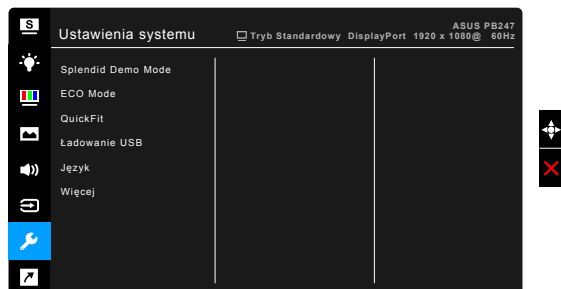 S
ASUS PB247
Ustawienia systemu
Tryb Standardowy DisplayPort 1920 x 1080@ 60Hz
Splendid Demo Mode
ECO Mode
QuickFit
Ładowanie USB
Język
Więcej